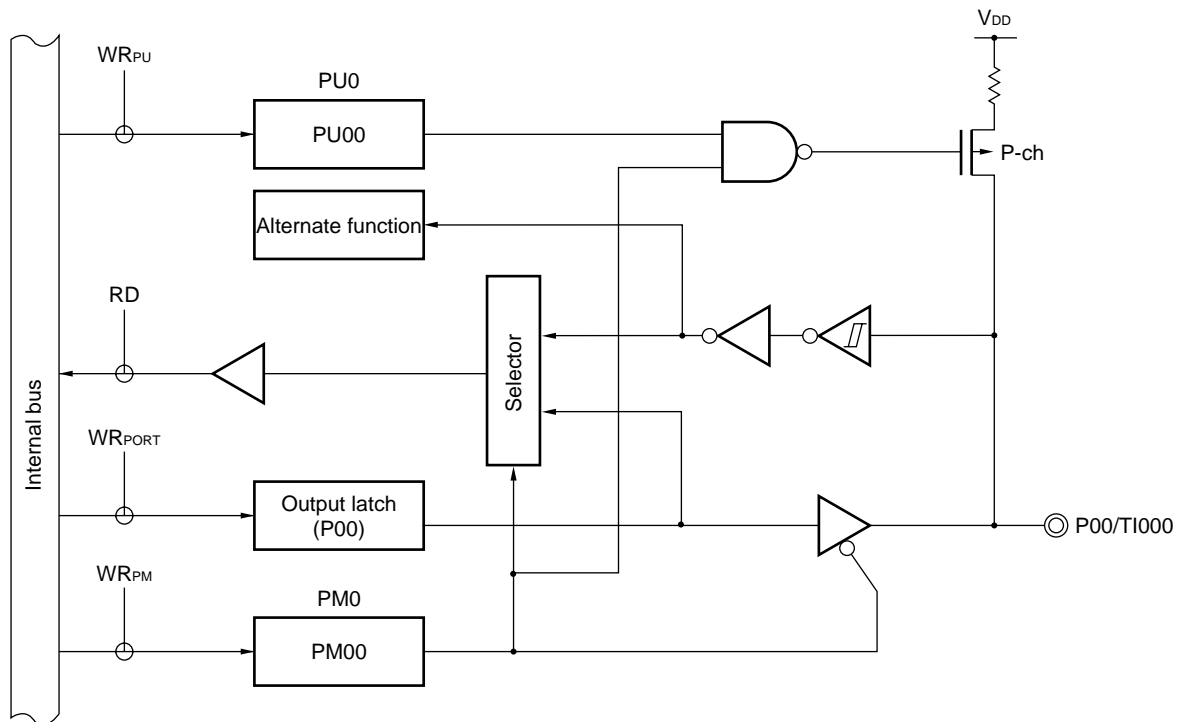 VDD
WRPU
PU0
PU00
P-ch
Alternate function
RD
Selector
Internal bus
WRPORT
Output latch
(P00)
P00/TI000
WRPM
PM0
PM00